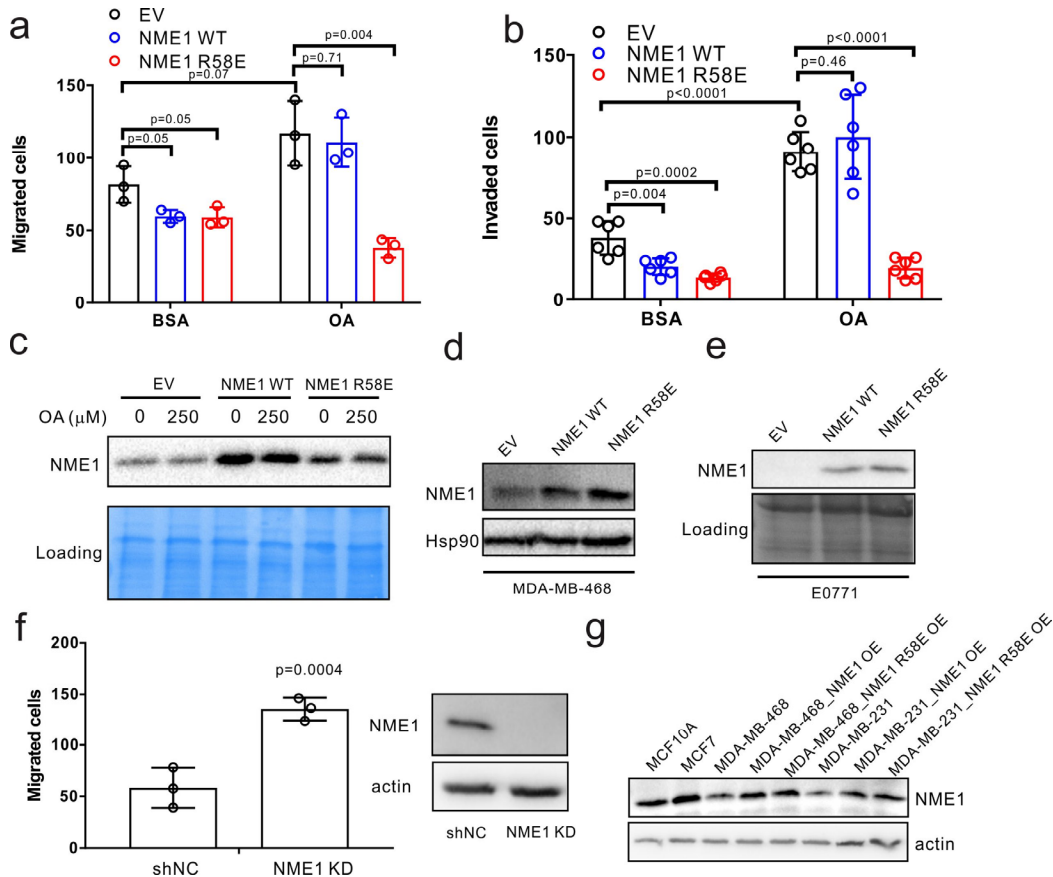 a
EV
NME1 WT
NME1 R58E
p=0.004
p=0.71
p=0.07
p=0.05
p=0.05
150
100
50
0
Migrated cells
BSA
OA
b
EV
NME1 WT
NME1 R58E
p<0.0001
p=0.46
p<0.0001
p=0.0002
p=0.004
150
100
50
0
Invaded cells
BSA
OA
c
EV NME1 WT NME1 R58E
OA (μM) 0 250 0 250 0 250
NME1
Loading
d
EV NME1 WT NME1 R58E
NME1
Hsp90
MDA-MB-468
e
EV NME1 WT NME1 R58E
NME1
Loading
E0771
f
200
150
100
50
0
Migrated cells
p=0.0004
shNC NME1 KD
NME1
actin
shNC NME1 KD
g
MCF10A
MCF7
MDA-MB-468
MDA-MB-468_NME1 OE
MDA-MB-468_NME1 R58E OE
MDA-MB-231
MDA-MB-231_NME1 OE
MDA-MB-231_NME1 R58E OE
NME1
actin